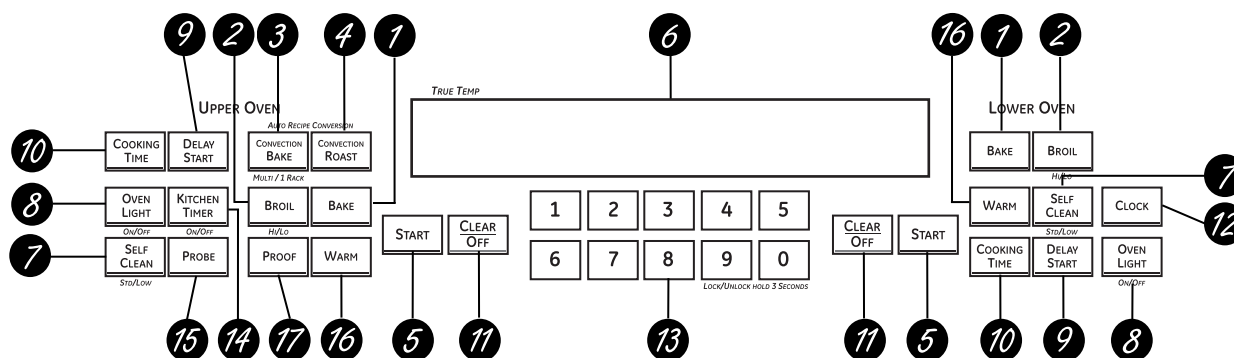 9 2 3 4 1 6 16 1 2
TRUE TEMP
UPPER OVEN
LOWER OVEN
AUTO RECIPE CONVERSION
10
COOKING
TIME
DELAY
START
CONVECTION
BAKE
CONVECTION
ROAST
BAKE
BROIL
MULTI / 1 RACK
HI/LO
7
8
OVEN
LIGHT
KITCHEN
TIMER
BROIL
BAKE
1 2 3 4 5
WARM
SELF
CLEAN
CLOCK
ON/OFF
ON/OFF
HI/LO
START
CLEAR
OFF
CLEAR
OFF
START
STD/LOW
12
7
SELF
CLEAN
PROBE
PROOF
WARM
6 7 8 9 0
COOKING
TIME
DELAY
START
OVEN
LIGHT
STD/LOW
LOCK/UNLOCK HOLD 3 SECONDS
ON/OFF
15 14 17 16 5 11 13 11 5 10 9 8